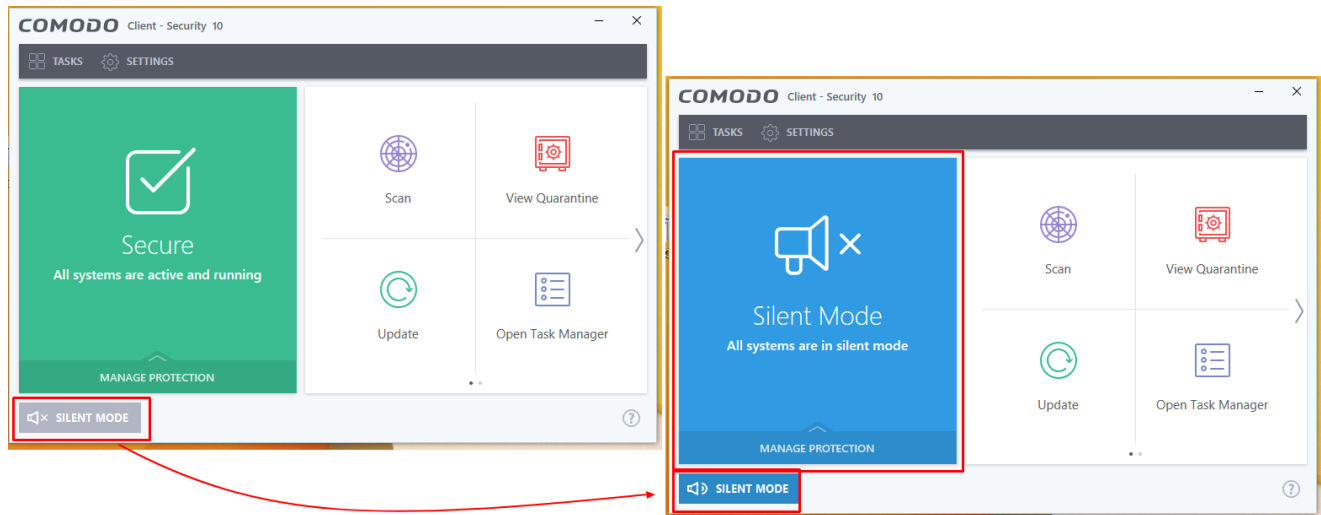 COMODO Client - Security 10
TASKS SETTINGS
Secure
All systems are active and running
MANAGE PROTECTION
Scan
View Quarantine
Update
Open Task Manager
SILENT MODE
COMODO Client - Security 10
TASKS SETTINGS
Silent Mode
All systems are in silent mode
MANAGE PROTECTION
Scan
View Quarantine
Update
Open Task Manager
SILENT MODE